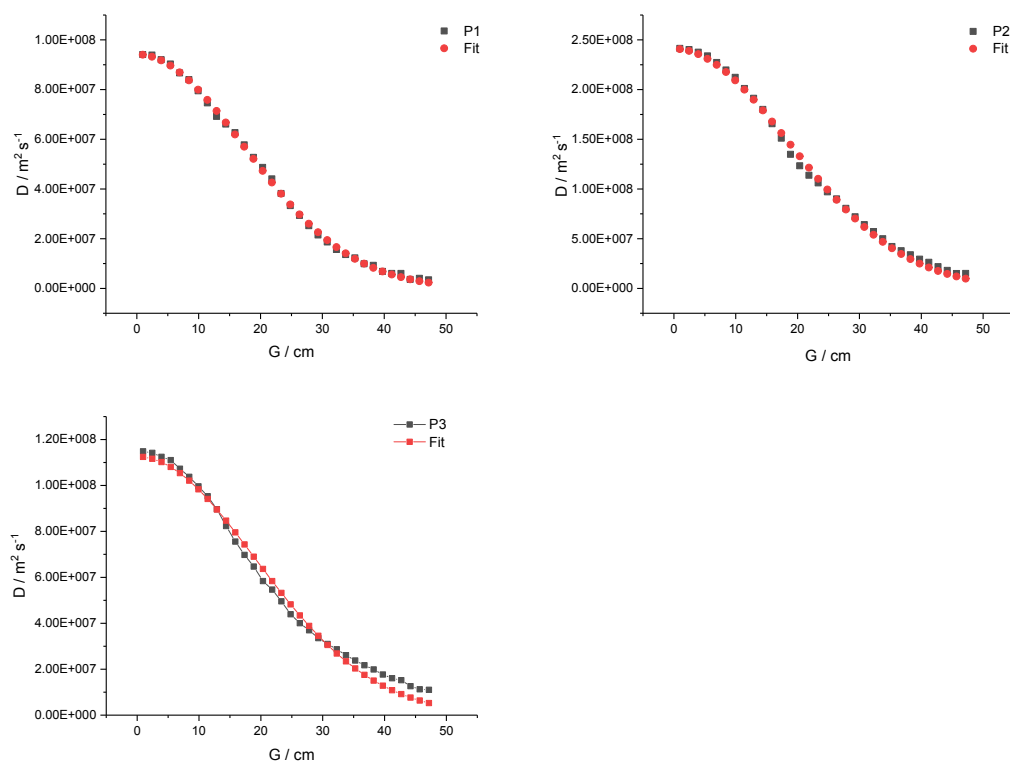 P1
Fit
1.00E+008
8.00E+007
6.00E+007
4.00E+007
2.00E+007
0.00E+000
D / m² s⁻¹
0 10 20 30 40 50
G / cm
P2
Fit
2.50E+008
2.00E+008
1.50E+008
1.00E+008
5.00E+007
0.00E+000
D / m² s⁻¹
0 10 20 30 40 50
G / cm
P3
Fit
1.20E+008
1.00E+008
8.00E+007
6.00E+007
4.00E+007
2.00E+007
0.00E+000
D / m² s⁻¹
0 10 20 30 40 50
G / cm